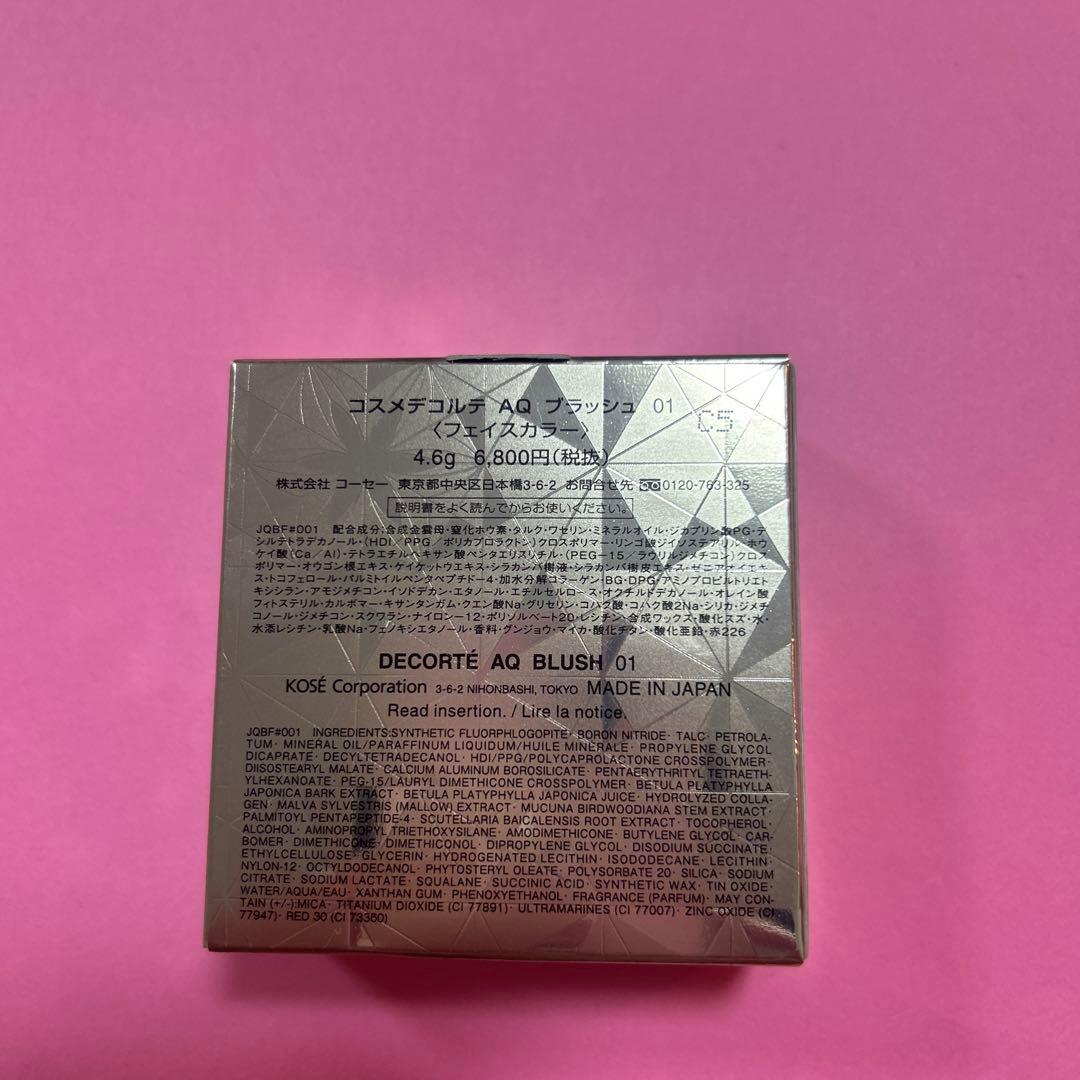 コスメデコルテ AQ ブラッシュ 01
C5
〈フェイスカラー〉
4.6g 6,800円(税抜)
株式会社 コーセー 東京都中央区日本橋3-6-2 お問合せ先 0120-763-325
説明書をよく読んでからお使いください。
JQBF#001 配合成分:合成金雲母・窒化ホウ素・タルク・ワセリン・ミネラルオイル・ジカプリン酸PG・デ
シルテトラデカノール・(HDI/PPG/ポリカプロラクトン)クロスポリマー・リンゴ酸ジイソステアリル・ホウ
ケイ酸(Ca/Al)・テトラエチルヘキサン酸ペンタエリスリチル・(PEG-15/ラウリルジメチコン)クロス
ポリマー・オウゴン根エキス・ケイケットウエキス・シラカンバ樹液・シラカンバ樹皮エキス・ゼニアオイエキ
ス・トコフェロール・パルミトイルペンタペプチド-4・加水分解コラーゲン・BG・DPG・アミノプロピルトリエト
キシシラン・アモジメチコン・イソドデカン・エタノール・エチルセルロース・オクチルドデカノール・オレイン酸
フィトステリル・カルボマー・キサンタンガム・クエン酸Na・グリセリン・コハク酸・コハク酸2Na・シリカ・ジメチ
コノール・ジメチコン・スクワラン・ナイロン-12・ポリソルベート20・レシチン・合成ワックス・酸化スズ・水・
水添レシチン・乳酸Na・フェノキシエタノール・香料・グンジョウ・マイカ・酸化チタン・酸化亜鉛・赤226
DECORTÉ AQ BLUSH 01
KOSÉ Corporation 3-6-2 NIHONBASHI, TOKYO MADE IN JAPAN
Read insertion. / Lire la notice.
JQBF#001 INGREDIENTS:SYNTHETIC FLUORPHLOGOPITE· BORON NITRIDE· TALC· PETROLA-
TUM· MINERAL OIL/PARAFFINUM LIQUIDUM/HUILE MINERALE· PROPYLENE GLYCOL
DICAPRATE· DECYLTETRADECANOL· HDI/PPG/POLYCAPROLACTONE CROSSPOLYMER·
DIISOSTEARYL MALATE· CALCIUM ALUMINUM BOROSILICATE· PENTAERYTHRITYL TETRAETH-
YLHEXANOATE· PEG-15/LAURYL DIMETHICONE CROSSPOLYMER· BETULA PLATYPHYLLA
JAPONICA BARK EXTRACT· BETULA PLATYPHYLLA JAPONICA JUICE· HYDROLYZED COLLA-
GEN· MALVA SYLVESTRIS (MALLOW) EXTRACT· MUCUNA BIRDWOODIANA STEM EXTRACT·
PALMITOYL PENTAPEPTIDE-4· SCUTELLARIA BAICALENSIS ROOT EXTRACT· TOCOPHEROL·
ALCOHOL· AMINOPROPYL TRIETHOXYSILANE· AMODIMETHICONE· BUTYLENE GLYCOL· CAR-
BOMER· DIMETHICONE· DIMETHICONOL· DIPROPYLENE GLYCOL· DISODIUM SUCCINATE·
ETHYLCELLULOSE· GLYCERIN· HYDROGENATED LECITHIN· ISODODECANE· LECITHIN·
NYLON-12· OCTYLDODECANOL· PHYTOSTERYL OLEATE· POLYSORBATE 20· SILICA· SODIUM
CITRATE· SODIUM LACTATE· SQUALANE· SUCCINIC ACID· SYNTHETIC WAX· TIN OXIDE·
WATER/AQUA/EAU· XANTHAN GUM· PHENOXYETHANOL· FRAGRANCE (PARFUM)· MAY CON-
TAIN (+/-):MICA· TITANIUM DIOXIDE (CI 77891)· ULTRAMARINES (CI 77007)· ZINC OXIDE (CI
77947)· RED 30 (CI 73360)